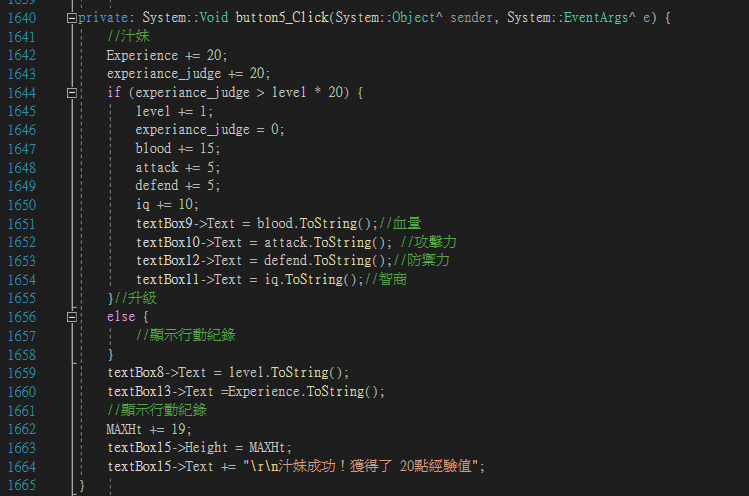 1640 private: System::Void button5_Click(System::Object^ sender, System::EventArgs^ e) {
1641 //汁妹
1642 Experience += 20;
1643 experiance_judge += 20;
1644 if (experiance_judge > level * 20) {
1645 level += 1;
1646 experiance_judge = 0;
1647 blood += 15;
1648 attack += 5;
1649 defend += 5;
1650 iq += 10;
1651 textBox9->Text = blood.ToString();//血量
1652 textBox10->Text = attack.ToString(); //攻擊力
1653 textBox12->Text = defend.ToString();//防禦力
1654 textBox11->Text = iq.ToString();//智商
1655 }//升級
1656 else {
1657 //顯示行動紀錄
1658 }
1659 textBox8->Text = level.ToString();
1660 textBox13->Text =Experience.ToString();
1661 //顯示行動紀錄
1662 MAXHt += 19;
1663 textBox15->Height = MAXHt;
1664 textBox15->Text += "\r\n汁妹成功！獲得了 20點經驗值";
1665 }